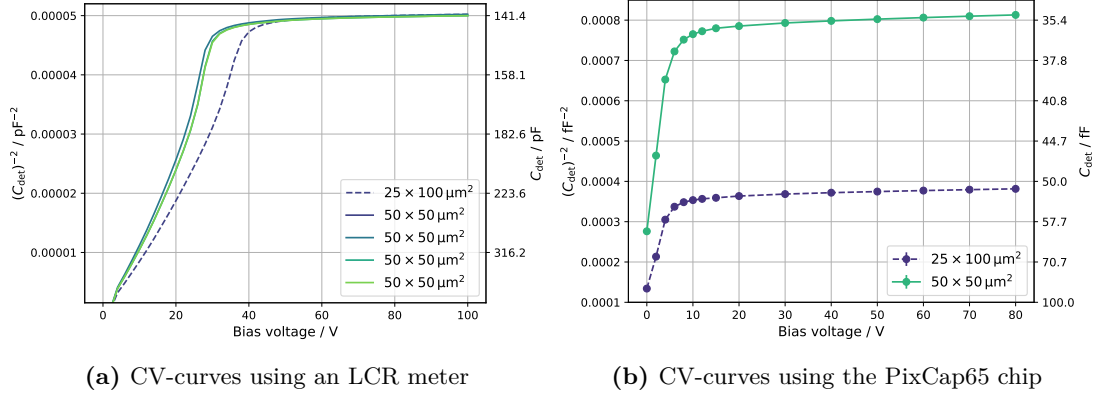 0.00005
0.00004
0.00003
0.00002
0.00001
(C_det)⁻² / pF⁻²
0 20 40 60 80 100
Bias voltage / V
141.4
158.1
182.6
223.6
316.2
C_det / pF
25 × 100 μm²
50 × 50 μm²
50 × 50 μm²
50 × 50 μm²
50 × 50 μm²
(a) CV-curves using an LCR meter
0.0008
0.0007
0.0006
0.0005
0.0004
0.0003
0.0002
0.0001
(C_det)⁻² / fF⁻²
0 10 20 30 40 50 60 70 80
Bias voltage / V
35.4
37.8
40.8
44.7
50.0
57.7
70.7
100.0
C_det / fF
25 × 100 μm²
50 × 50 μm²
(b) CV-curves using the PixCap65 chip